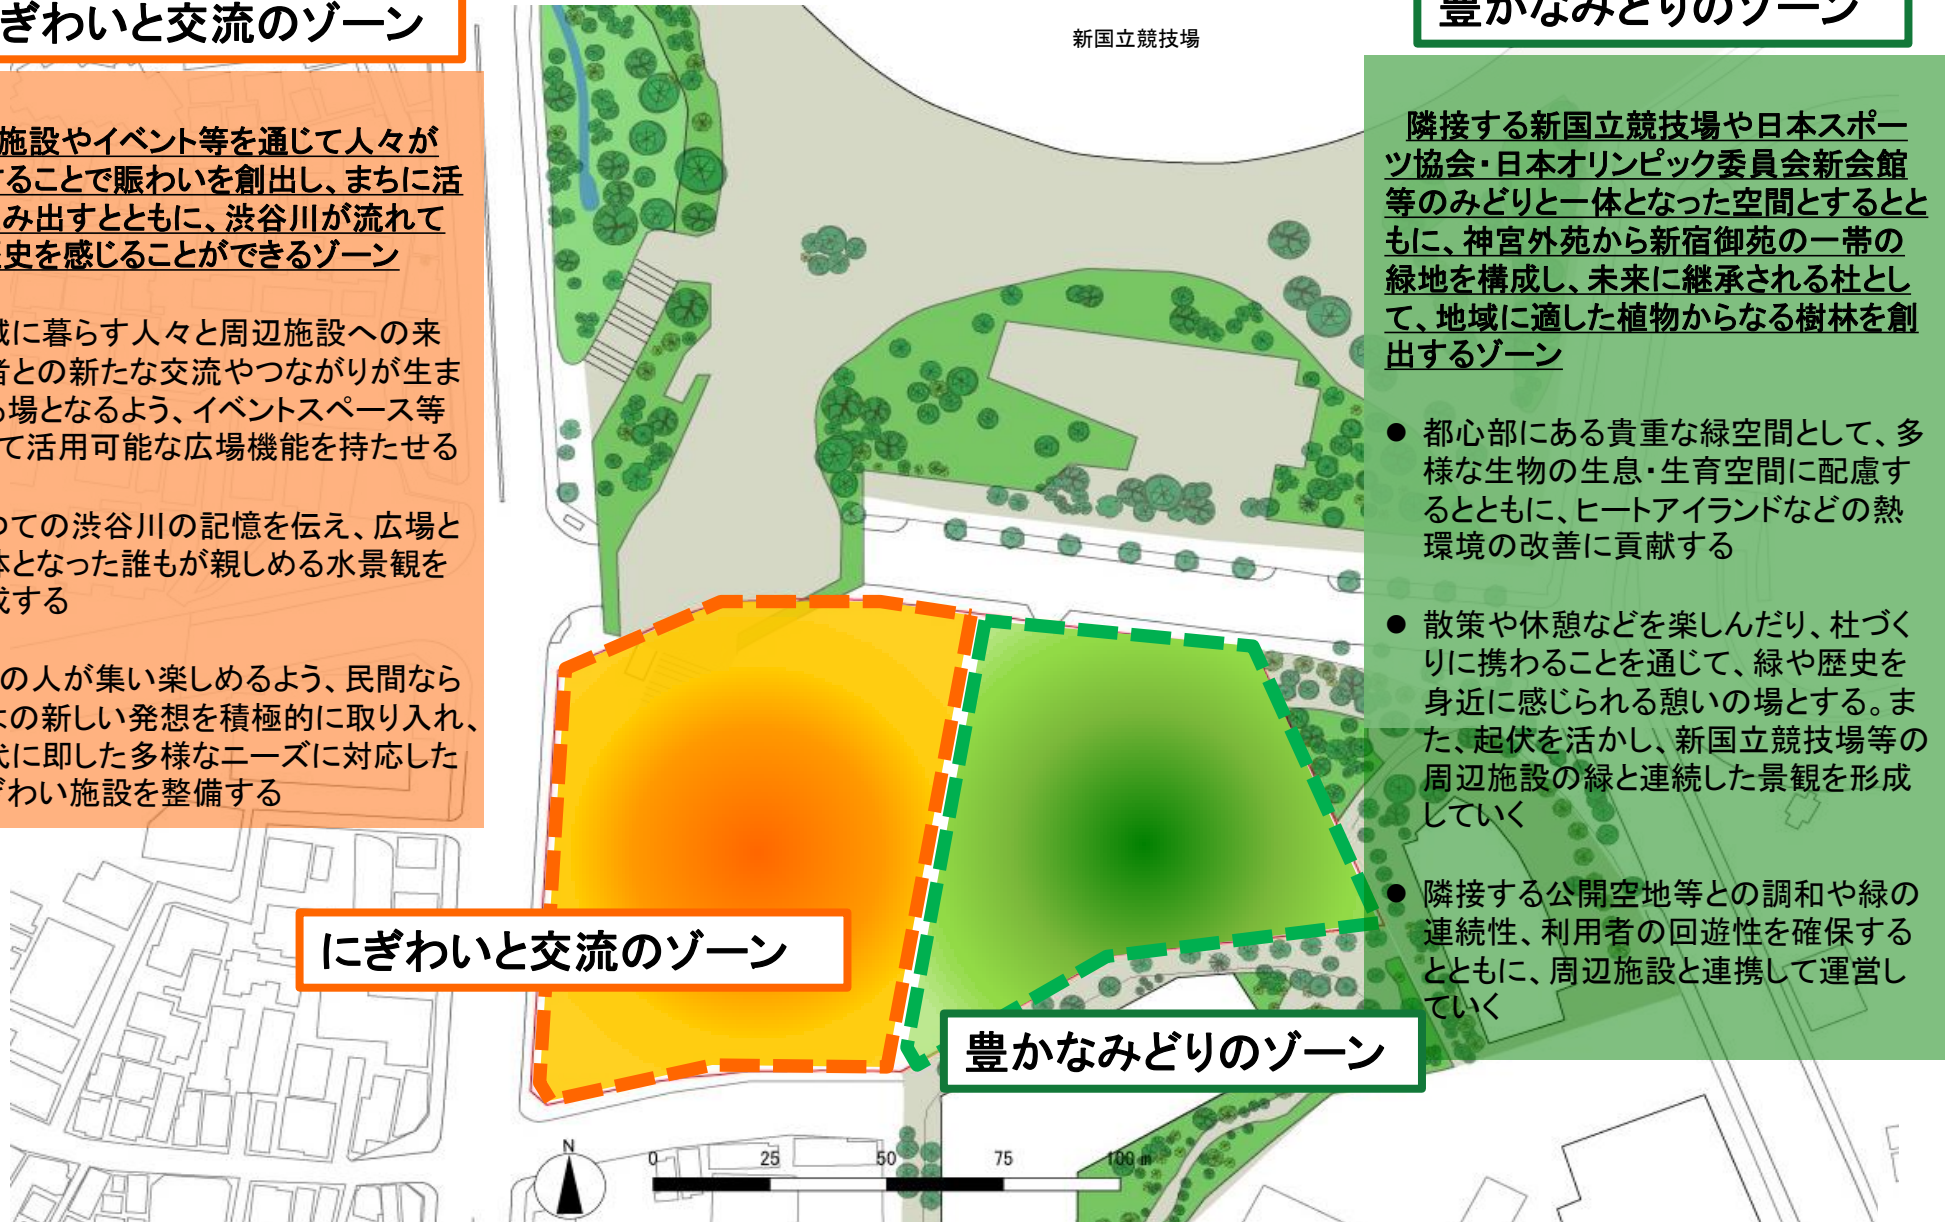 ぎわいと交流のゾーン
施設やイベント等を通じて人々が
することで賑わいを創出し、まちに活
み出すとともに、渋谷川が流れて
史を感じることができるゾーン
域に暮らす人々と周辺施設への来
者との新たな交流やつながりが生ま
る場となるよう、イベントスペース等
て活用可能な広場機能を持たせる
つての渋谷川の記憶を伝え、広場と
体となった誰もが親しめる水景観を
成する
の人が集い楽しめるよう、民間なら
の新しい発想を積極的に取り入れ、
代に即した多様なニーズに対応した
ぎわい施設を整備する
新国立競技場
豊かなみどりのゾーン
隣接する新国立競技場や日本スポー
ツ協会・日本オリンピック委員会新会館
等のみどりと一体となった空間とするとと
もに、神宮外苑から新宿御苑の一帯の
緑地を構成し、未来に継承される杜とし
て、地域に適した植物からなる樹林を創
出するゾーン
● 都心部にある貴重な緑空間として、多
様な生物の生息・生育空間に配慮す
るとともに、ヒートアイランドなどの熱
環境の改善に貢献する
● 散策や休憩などを楽しんだり、杜づく
りに携わることを通じて、緑や歴史を
身近に感じられる憩いの場とする。ま
た、起伏を活かし、新国立競技場等の
周辺施設の緑と連続した景観を形成
していく
● 隣接する公開空地等との調和や緑の
連続性、利用者の回遊性を確保する
とともに、周辺施設と連携して運営し
ていく
にぎわいと交流のゾーン
豊かなみどりのゾーン
N
0 25 50 75 100 m